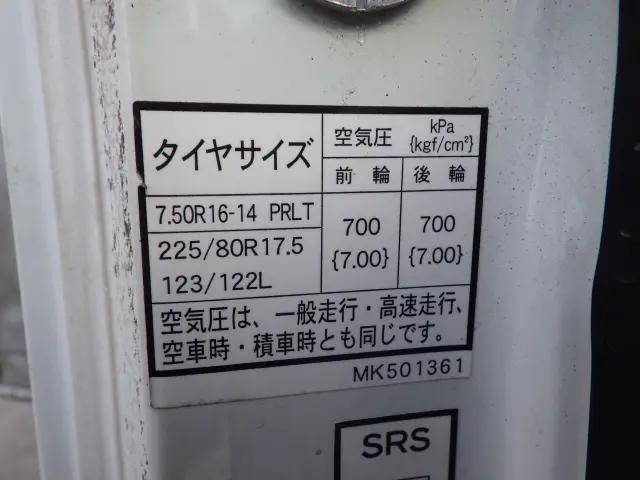 タイヤサイズ
空気圧 kPa {kgf/cm²}
前輪 後輪
7.50R16-14 PRLT
225/80R17.5
123/122L
700 {7.00}
700 {7.00}
空気圧は、一般走行・高速走行、
空車時・積車時とも同じです。
MK501361
SRS